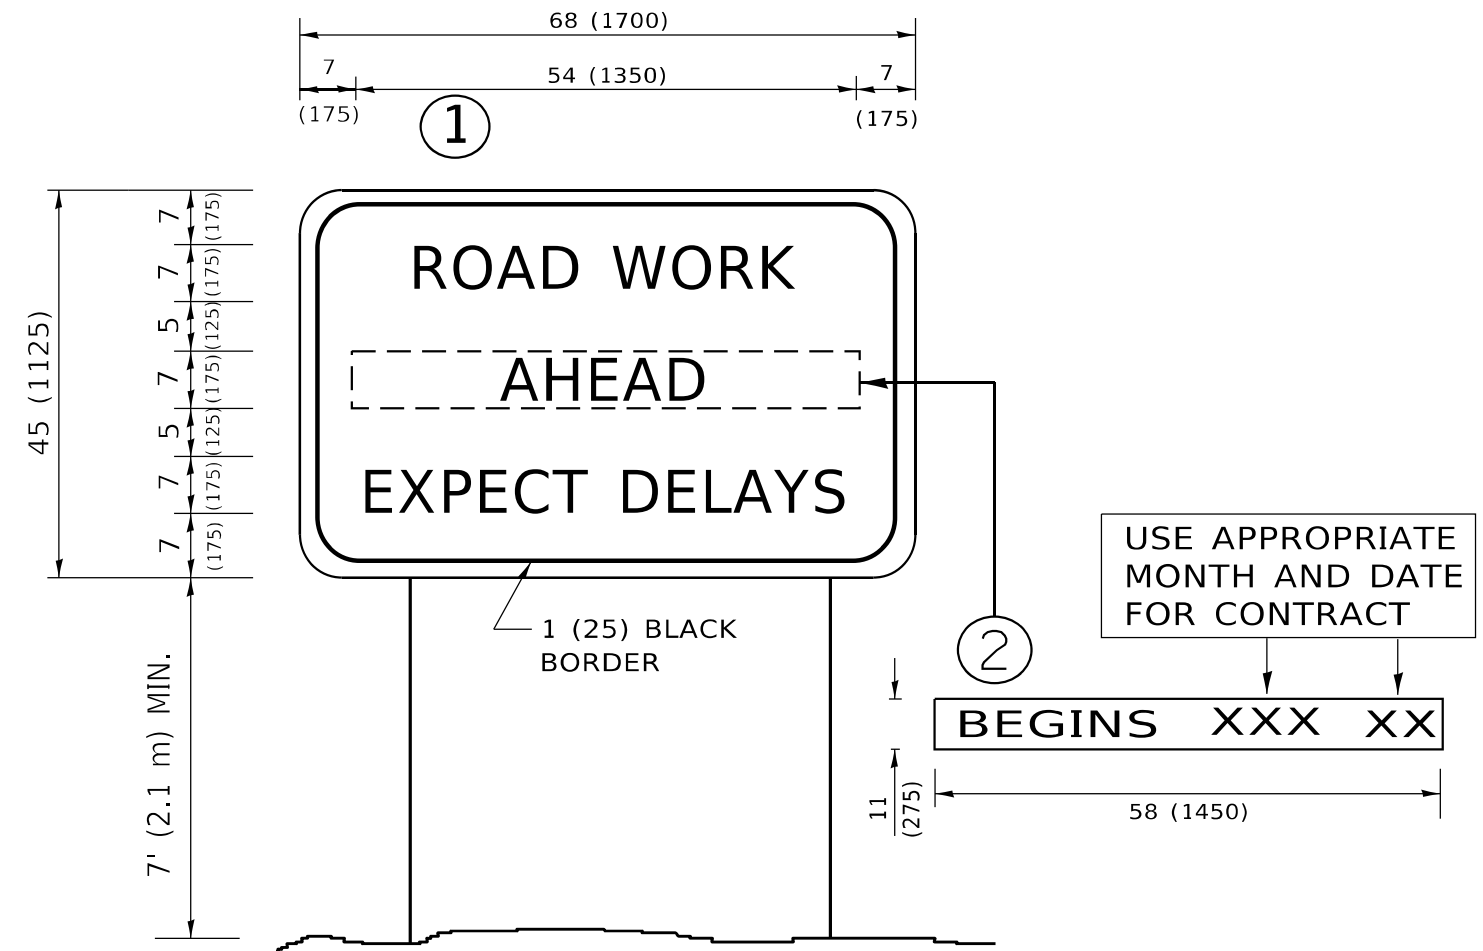 68 (1700)
7
54 (1350)
7
(175)
(175)
1
45 (1125)
7 (175)
7 (175)
5 (125)
7 (175)
5 (125)
7 (175)
7 (175)
ROAD WORK
AHEAD
EXPECT DELAYS
1 (25) BLACK
BORDER
7' (2.1 m) MIN.
2
USE APPROPRIATE
MONTH AND DATE
FOR CONTRACT
BEGINS XXX XX
11
(275)
58 (1450)